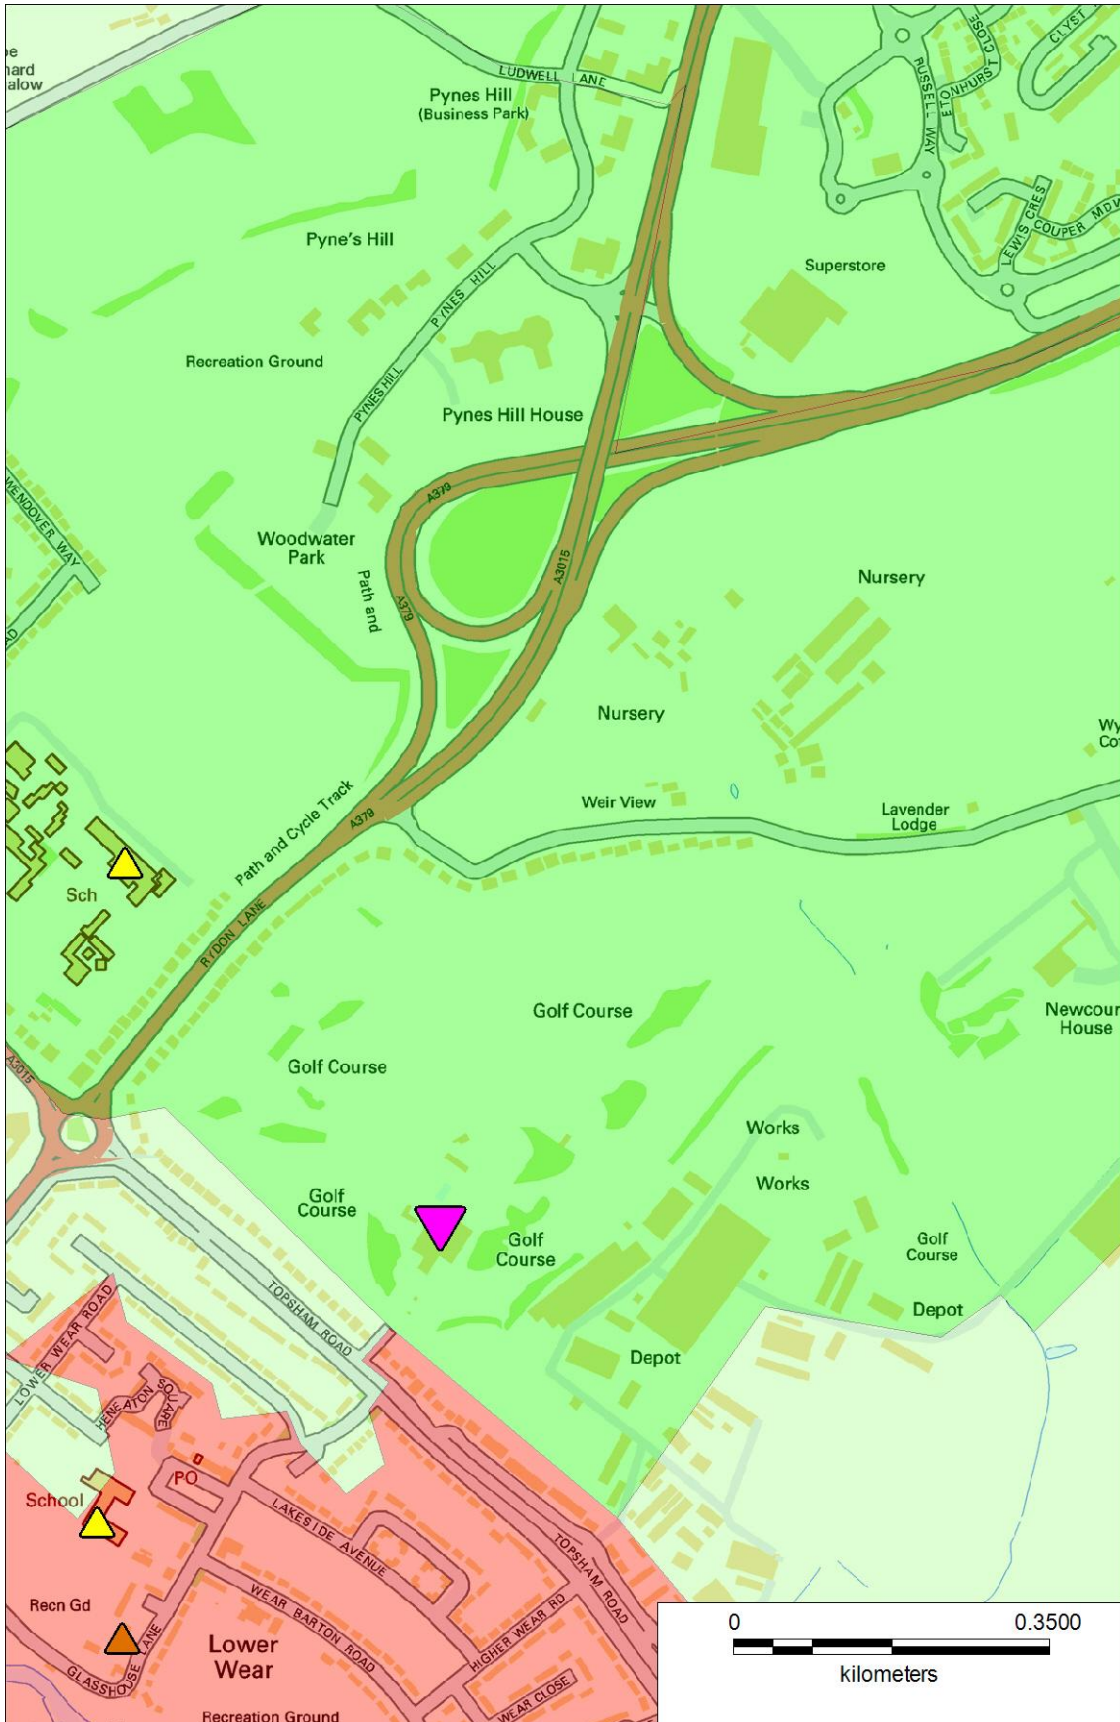 LUDWELL LANE
Pynes Hill
(Business Park)
RUSSELL WAY
ETONHURST CLOSE
CLYST
LEWIS CRES
COUPER MDW
Pyne's Hill
PYNES HILL
Superstore
Recreation Ground
PYNES HILL
Pynes Hill House
A379
WENDOVER WAY
Woodwater
Park
A3015
Path and
A379
Nursery
Nursery
Weir View
Lavender
Lodge
Path and Cycle Track
A379
Sch
RYDON LANE
Golf Course
Newcour
House
A3015
Golf Course
Works
Works
Golf
Course
Golf
Course
Golf
Course
TOPSHAM ROAD
Depot
LOWER WEAR ROAD
Depot
HENEATON SQUARE
PO
School
LAKESIDE AVENUE
TOPSHAM ROAD
Recn Gd
WEAR BARTON ROAD
HIGHER WEAR RD
Lower
Wear
GLASSHOUSE LANE
WEAR CLOSE
Recreation Ground
0 0.3500
kilometers